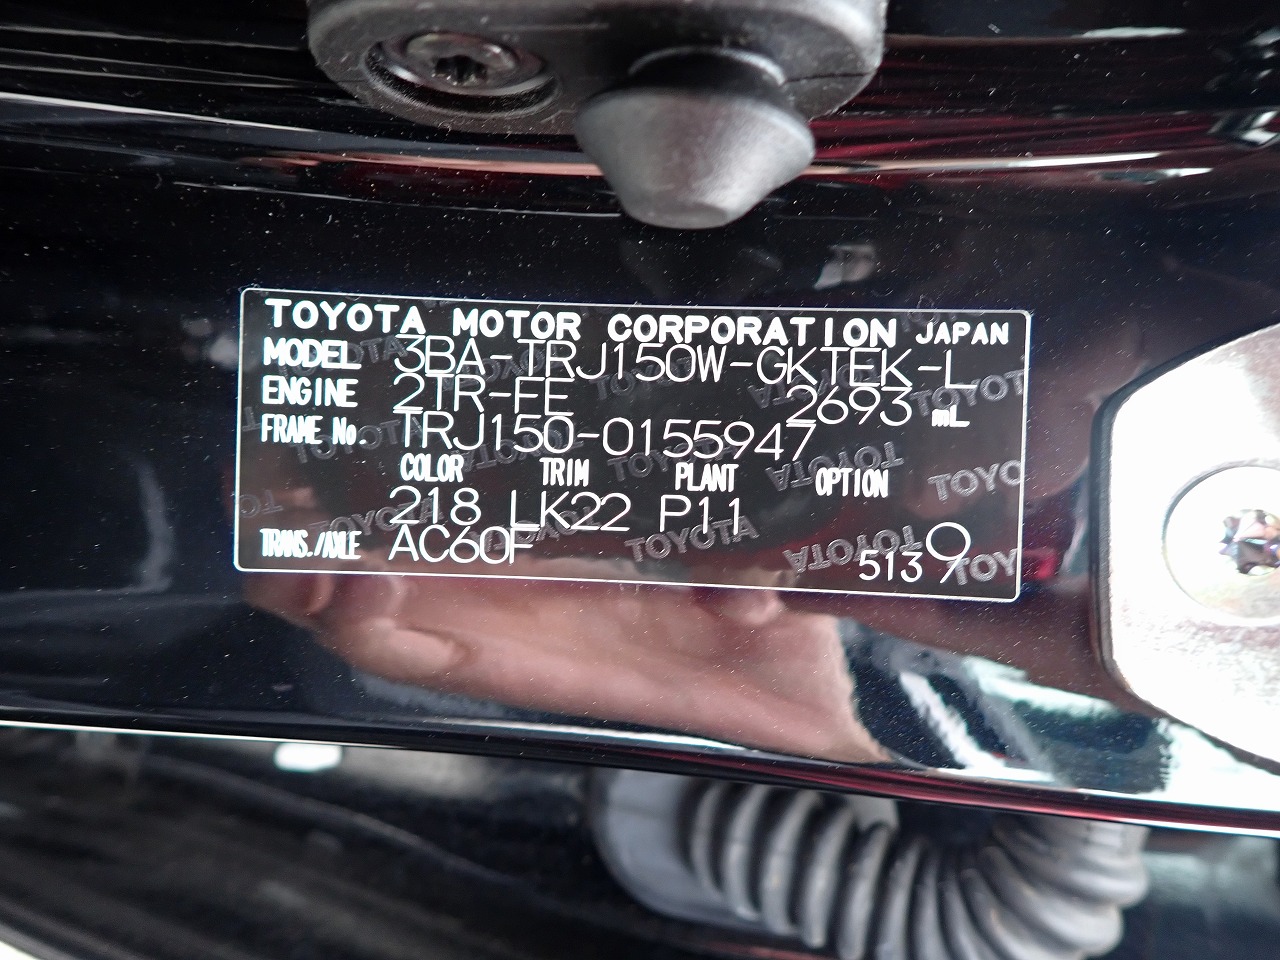 TOYOTA MOTOR CORPORATION JAPAN
MODEL 3BA-TRJ150W-GKTEK-L
ENGINE 2TR-FE 2693 mL
FRAME No. TRJ150-0155947
COLOR TRIM PLANT OPTION
218 LK22 P11
TRANS./AXLE AC60F
5139